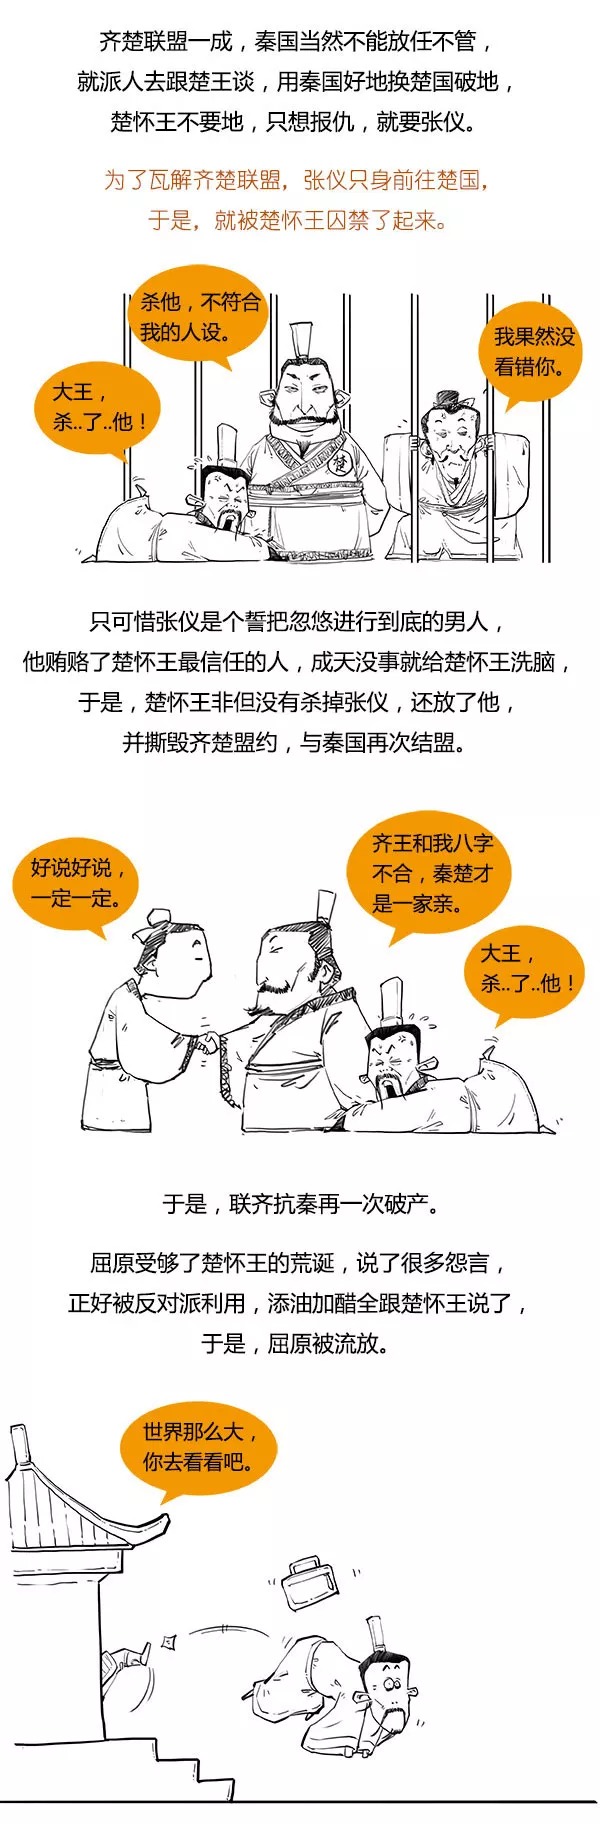 齐楚联盟一成，秦国当然不能放任不管，
就派人去跟楚王谈，用秦国好地换楚国破地，
楚怀王不要地，只想报仇，就要张仪。
为了瓦解齐楚联盟，张仪只身前往楚国，
于是，就被楚怀王囚禁了起来。
杀他，不符合
我的人设。
我果然没
看错你。
大王，
杀..了..他！
楚
只可惜张仪是个誓把忽悠进行到底的男人，
他贿赂了楚怀王最信任的人，成天没事就给楚怀王洗脑，
于是，楚怀王非但没有杀掉张仪，还放了他，
并撕毁齐楚盟约，与秦国再次结盟。
好说好说，
一定一定。
齐王和我八字
不合，秦楚才
是一家亲。
大王，
杀..了..他！
于是，联齐抗秦再一次破产。
屈原受够了楚怀王的荒诞，说了很多怨言，
正好被反对派利用，添油加醋全跟楚怀王说了，
于是，屈原被流放。
世界那么大，
你去看看吧。